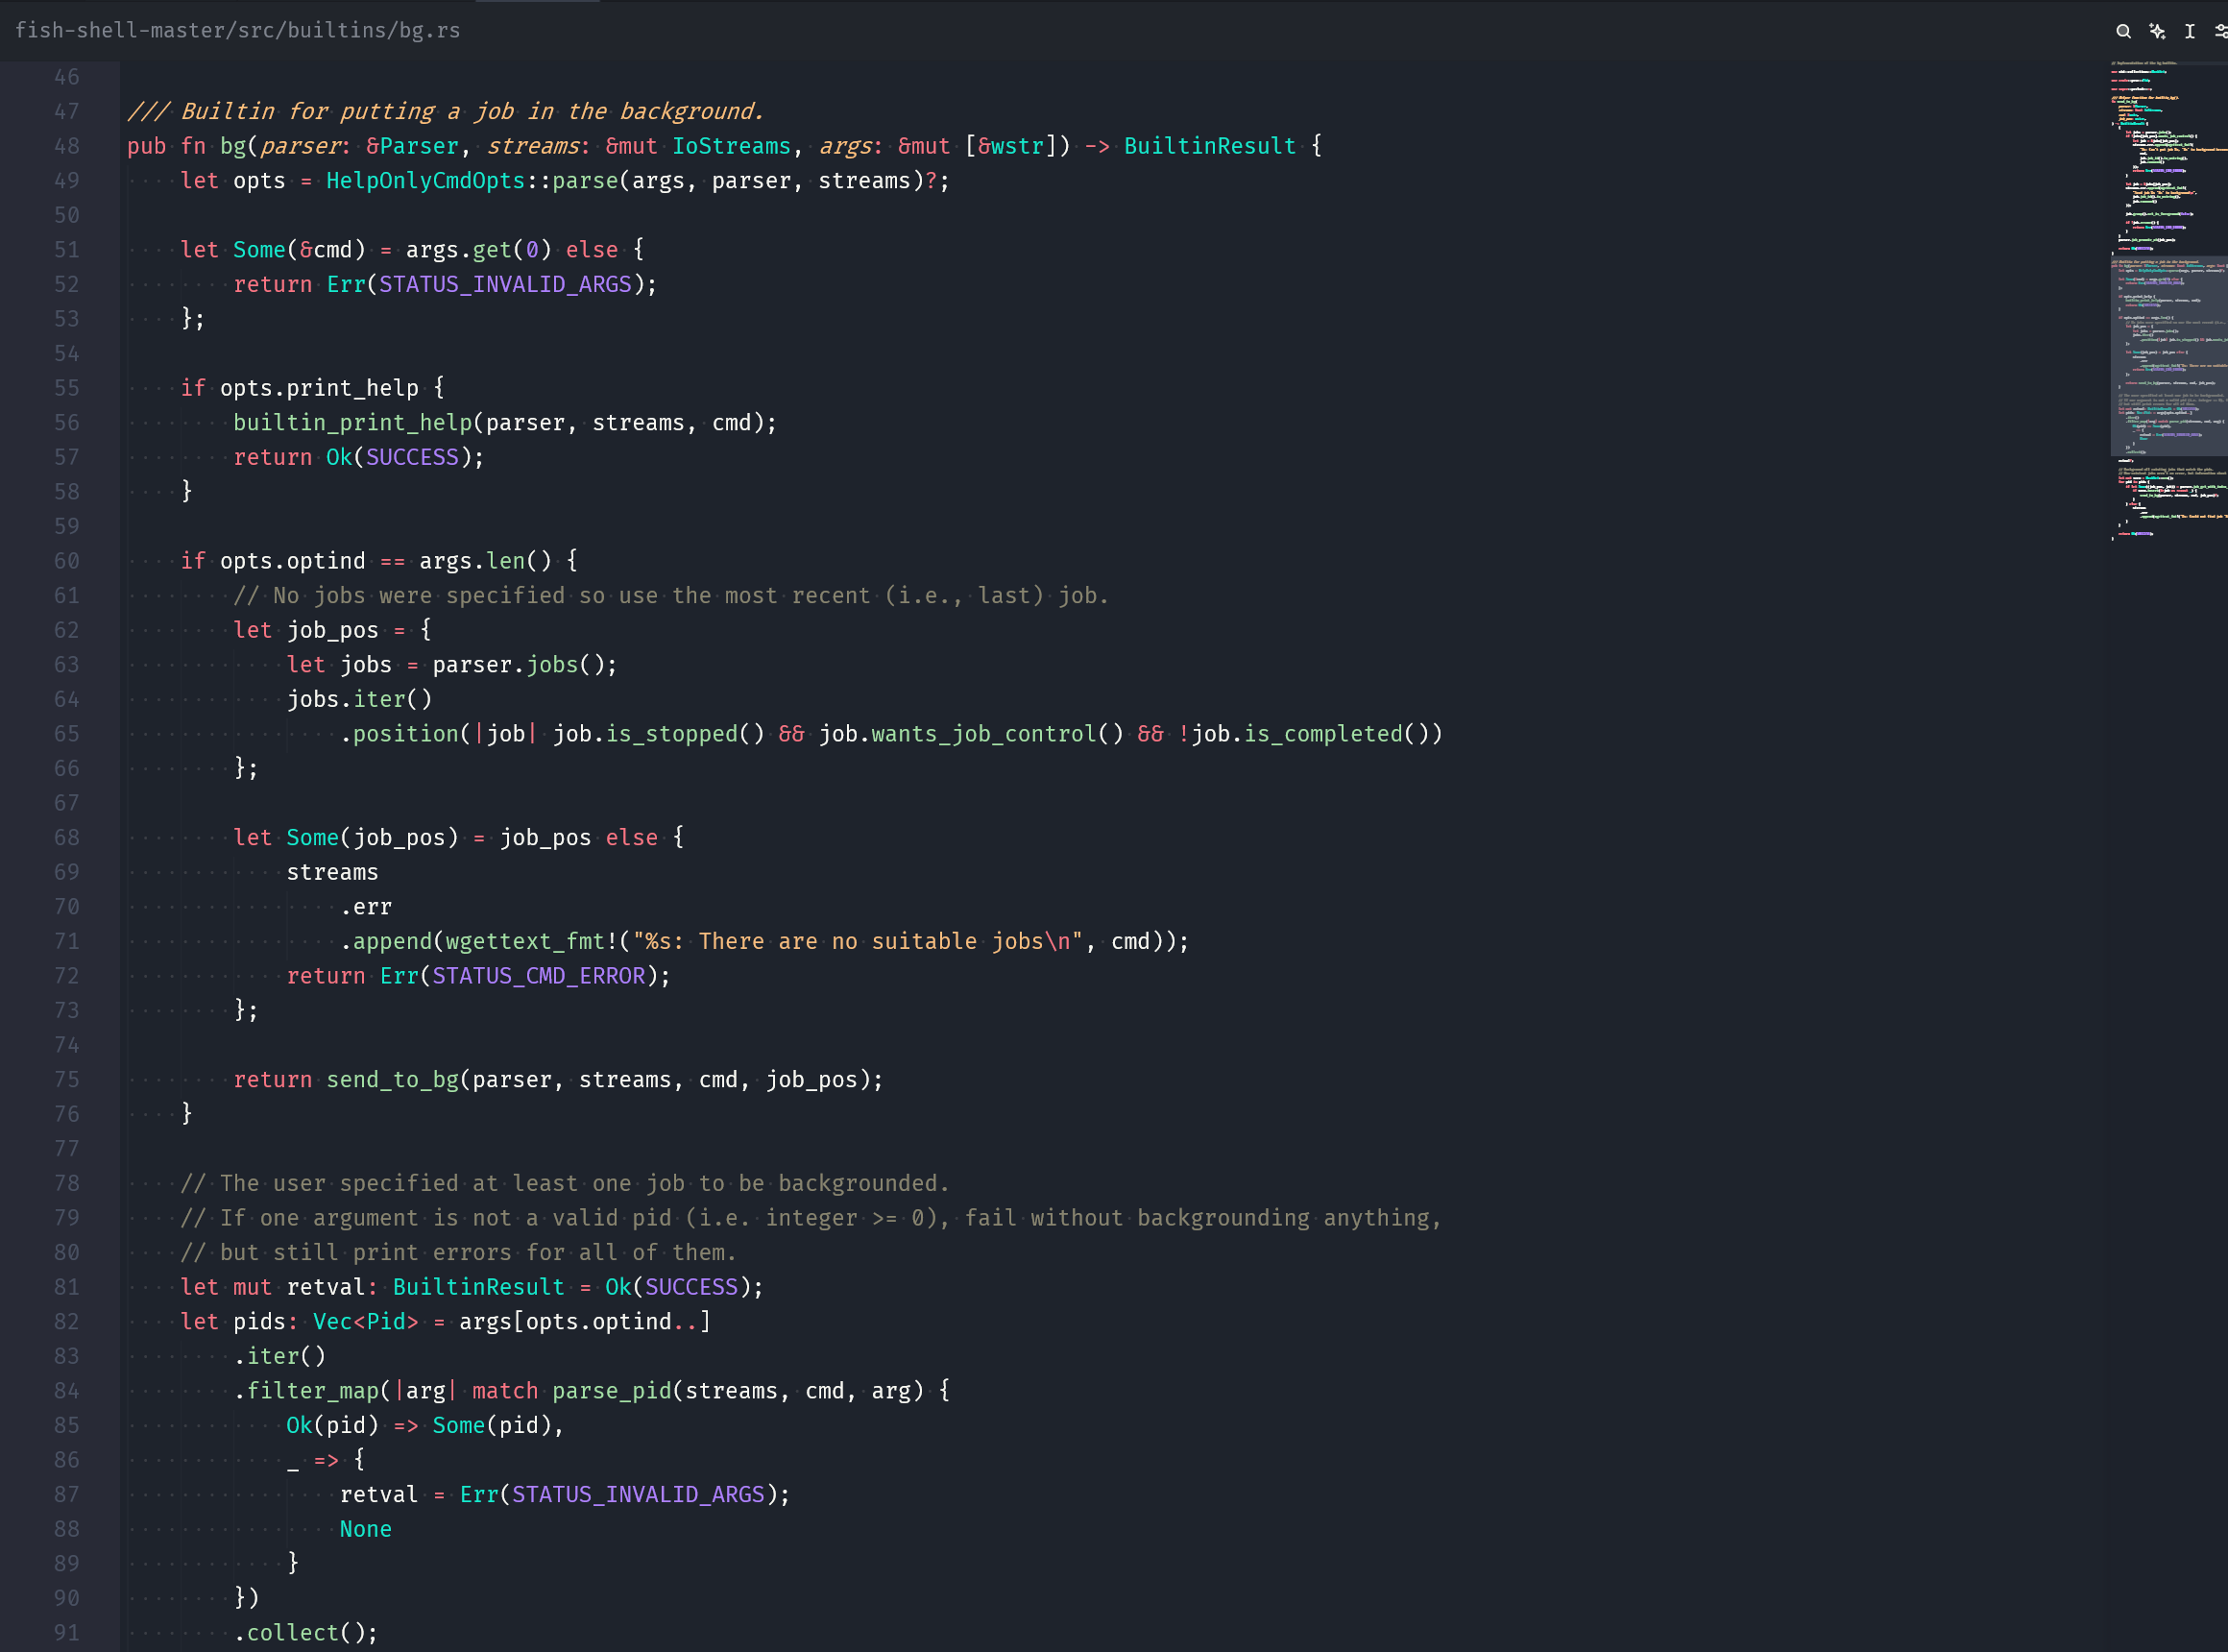 fish-shell-master/src/builtins/bg.rs
46
47 /// Builtin for putting a job in the background.
48 pub fn bg(parser: &Parser, streams: &mut IoStreams, args: &mut [&wstr]) -> BuiltinResult {
49     let opts = HelpOnlyCmdOpts::parse(args, parser, streams)?;
50
51     let Some(&cmd) = args.get(0) else {
52         return Err(STATUS_INVALID_ARGS);
53     };
54
55     if opts.print_help {
56         builtin_print_help(parser, streams, cmd);
57         return Ok(SUCCESS);
58     }
59
60     if opts.optind == args.len() {
61         // No jobs were specified so use the most recent (i.e., last) job.
62         let job_pos = {
63             let jobs = parser.jobs();
64             jobs.iter()
65                 .position(|job| job.is_stopped() && job.wants_job_control() && !job.is_completed())
66         };
67
68         let Some(job_pos) = job_pos else {
69             streams
70                 .err
71                 .append(wgettext_fmt!("%s: There are no suitable jobs\n", cmd));
72             return Err(STATUS_CMD_ERROR);
73         };
74
75         return send_to_bg(parser, streams, cmd, job_pos);
76     }
77
78     // The user specified at least one job to be backgrounded.
79     // If one argument is not a valid pid (i.e. integer >= 0), fail without backgrounding anything,
80     // but still print errors for all of them.
81     let mut retval: BuiltinResult = Ok(SUCCESS);
82     let pids: Vec<Pid> = args[opts.optind..]
83         .iter()
84         .filter_map(|arg| match parse_pid(streams, cmd, arg) {
85             Ok(pid) => Some(pid),
86             _ => {
87                 retval = Err(STATUS_INVALID_ARGS);
88                 None
89             }
90         })
91         .collect();